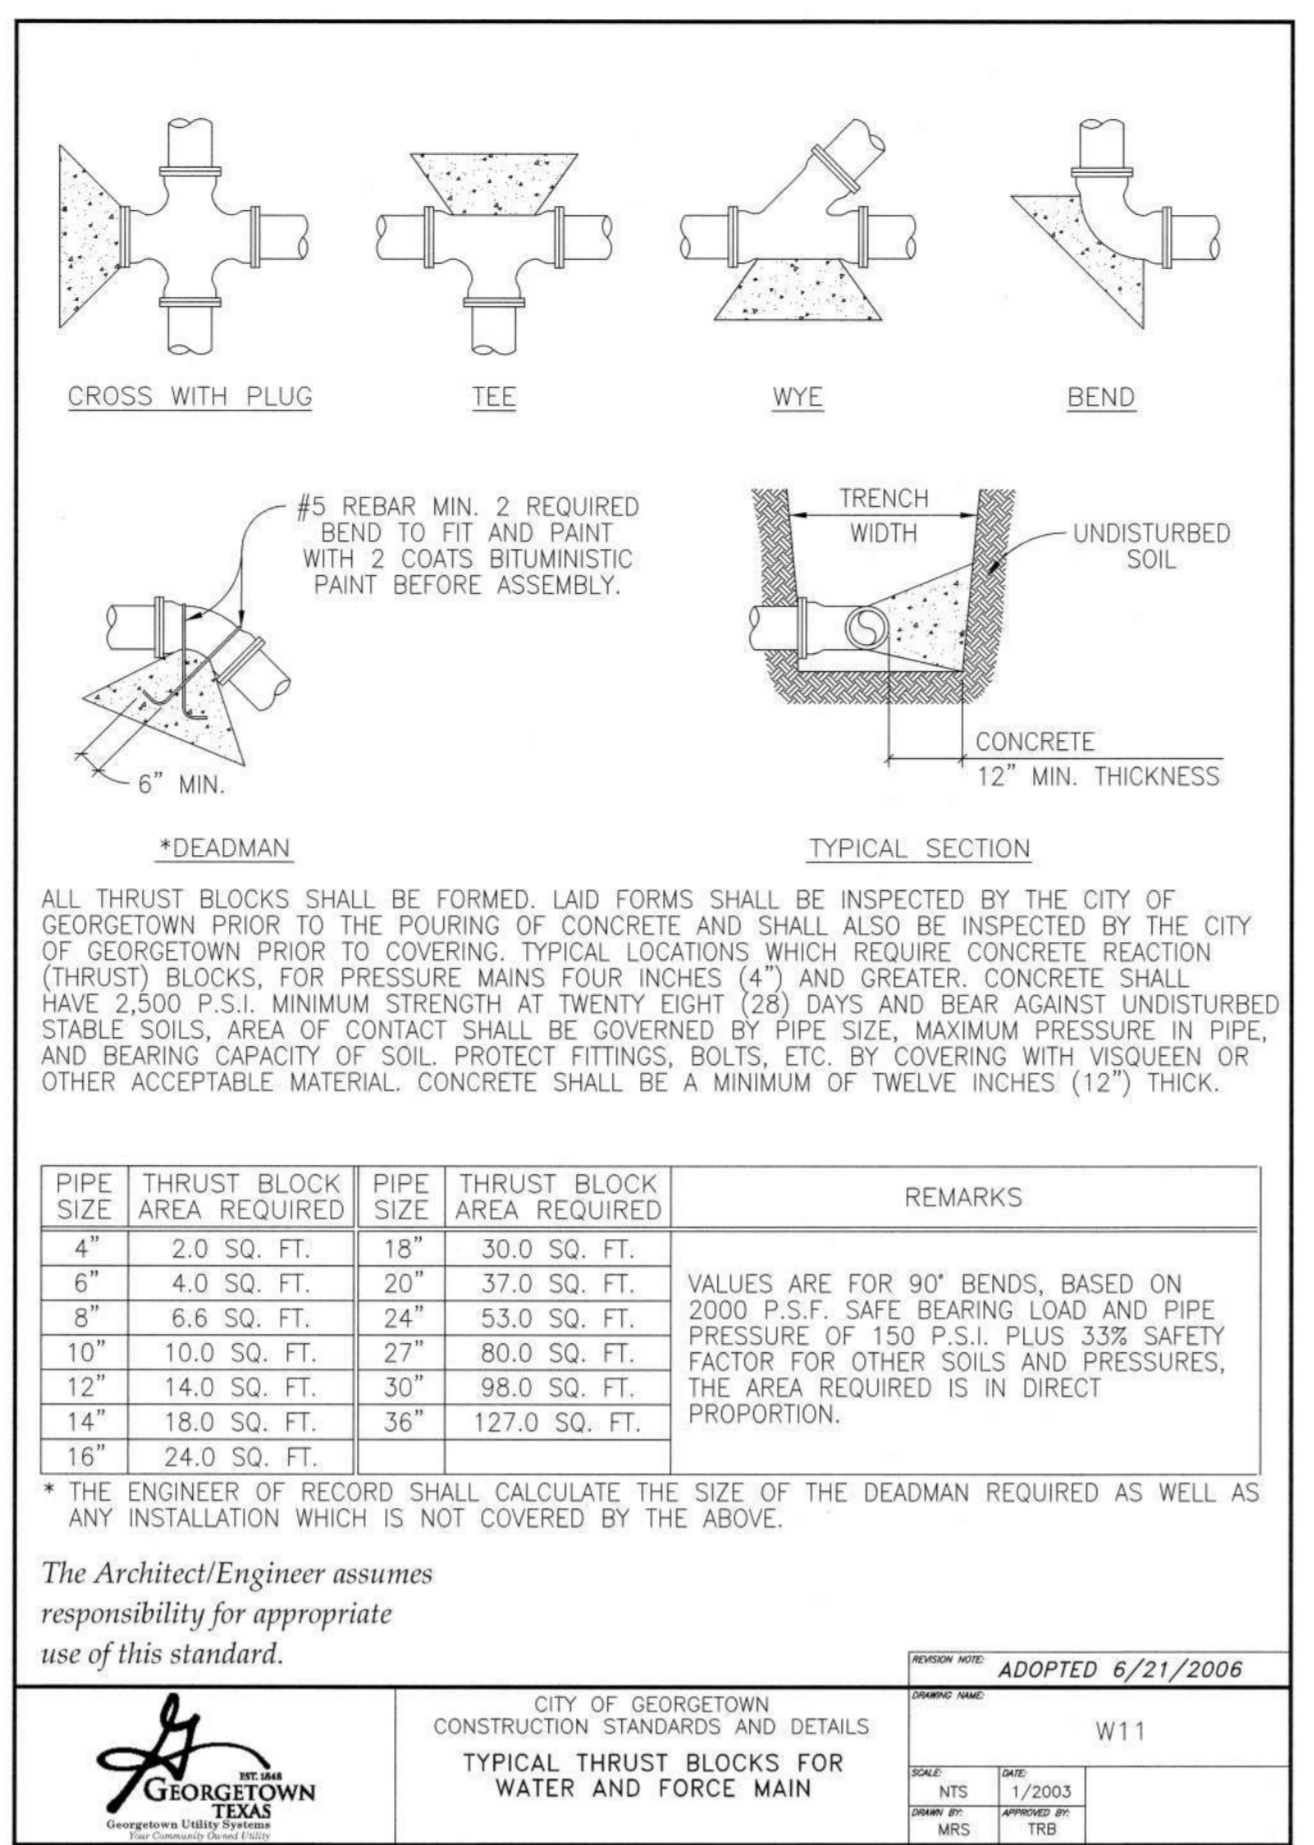 CROSS WITH PLUG
TEE
WYE
BEND
#5 REBAR MIN. 2 REQUIRED
BEND TO FIT AND PAINT
WITH 2 COATS BITUMINISTIC
PAINT BEFORE ASSEMBLY.
6" MIN.
*DEADMAN
TRENCH
WIDTH
UNDISTURBED
SOIL
CONCRETE
12" MIN. THICKNESS
TYPICAL SECTION
ALL THRUST BLOCKS SHALL BE FORMED. LAID FORMS SHALL BE INSPECTED BY THE CITY OF
GEORGETOWN PRIOR TO THE POURING OF CONCRETE AND SHALL ALSO BE INSPECTED BY THE CITY
OF GEORGETOWN PRIOR TO COVERING. TYPICAL LOCATIONS WHICH REQUIRE CONCRETE REACTION
(THRUST) BLOCKS, FOR PRESSURE MAINS FOUR INCHES (4") AND GREATER. CONCRETE SHALL
HAVE 2,500 P.S.I. MINIMUM STRENGTH AT TWENTY EIGHT (28) DAYS AND BEAR AGAINST UNDISTURBED
STABLE SOILS, AREA OF CONTACT SHALL BE GOVERNED BY PIPE SIZE, MAXIMUM PRESSURE IN PIPE,
AND BEARING CAPACITY OF SOIL. PROTECT FITTINGS, BOLTS, ETC. BY COVERING WITH VISQUEEN OR
OTHER ACCEPTABLE MATERIAL. CONCRETE SHALL BE A MINIMUM OF TWELVE INCHES (12") THICK.
PIPE SIZE THRUST BLOCK AREA REQUIRED PIPE SIZE THRUST BLOCK AREA REQUIRED REMARKS
4" 2.0 SQ. FT. 18" 30.0 SQ. FT.
6" 4.0 SQ. FT. 20" 37.0 SQ. FT.
8" 6.6 SQ. FT. 24" 53.0 SQ. FT.
10" 10.0 SQ. FT. 27" 80.0 SQ. FT.
12" 14.0 SQ. FT. 30" 98.0 SQ. FT.
14" 18.0 SQ. FT. 36" 127.0 SQ. FT.
16" 24.0 SQ. FT.
VALUES ARE FOR 90° BENDS, BASED ON
2000 P.S.F. SAFE BEARING LOAD AND PIPE
PRESSURE OF 150 P.S.I. PLUS 33% SAFETY
FACTOR FOR OTHER SOILS AND PRESSURES,
THE AREA REQUIRED IS IN DIRECT
PROPORTION.
* THE ENGINEER OF RECORD SHALL CALCULATE THE SIZE OF THE DEADMAN REQUIRED AS WELL AS
ANY INSTALLATION WHICH IS NOT COVERED BY THE ABOVE.
The Architect/Engineer assumes
responsibility for appropriate
use of this standard.
REVISION NOTE: ADOPTED 6/21/2006
EST. 1848
GEORGETOWN
TEXAS
Georgetown Utility Systems
Your Community Owned Utility
CITY OF GEORGETOWN
CONSTRUCTION STANDARDS AND DETAILS
TYPICAL THRUST BLOCKS FOR
WATER AND FORCE MAIN
DRAWING NAME:
W11
SCALE: NTS
DATE: 1/2003
DRAWN BY: MRS
APPROVED BY: TRB